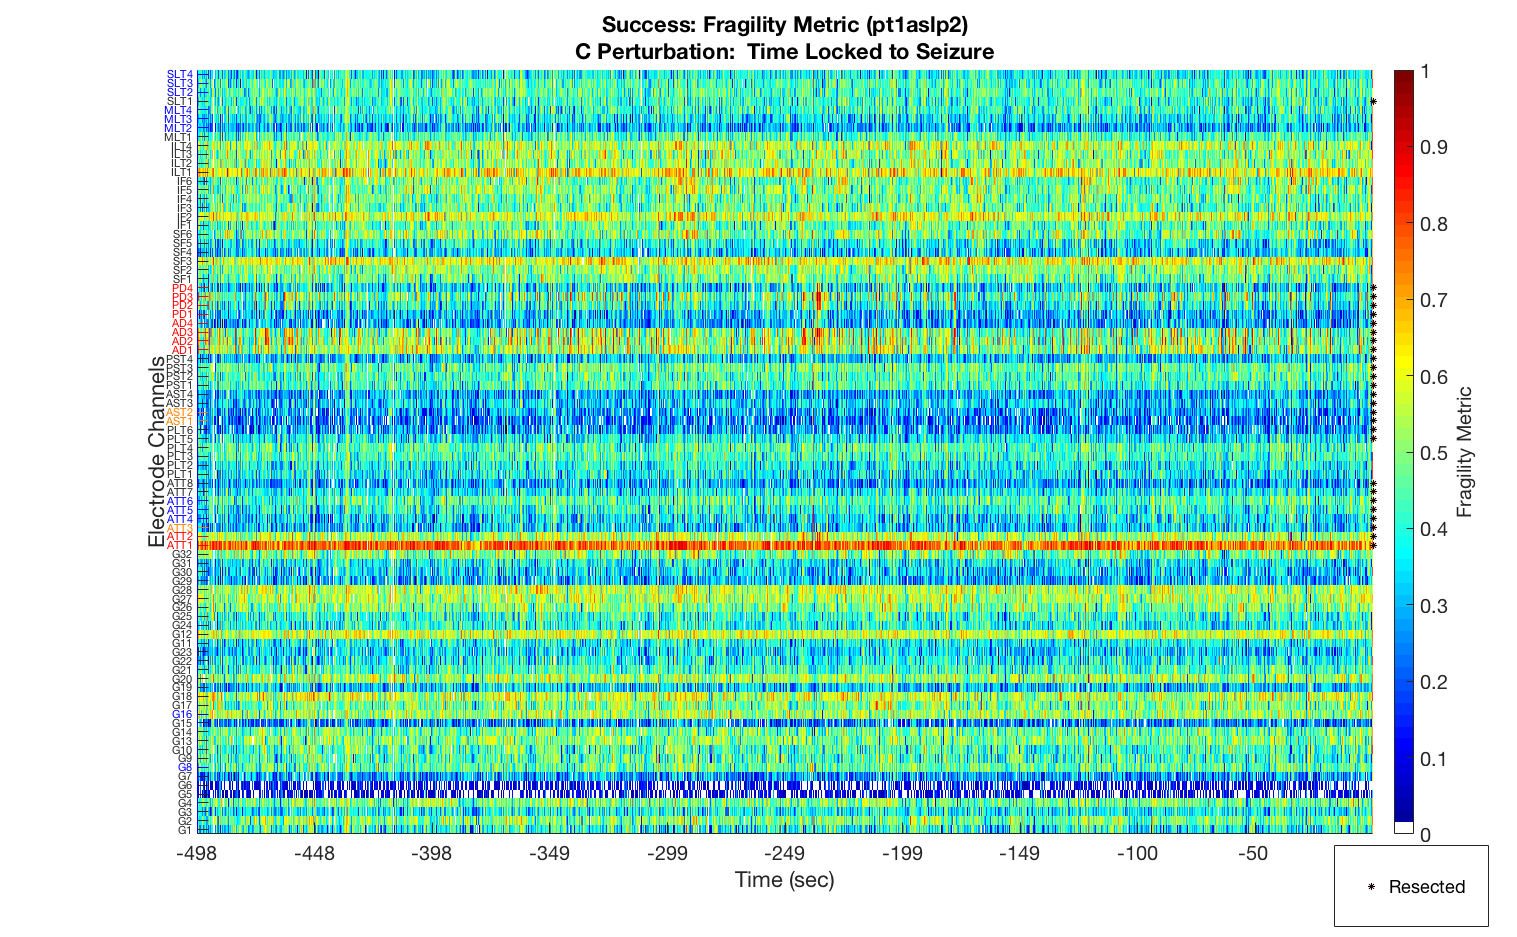 Success: Fragility Metric (pt1aslp2)
C Perturbation: Time Locked to Seizure
Electrode Channels
SLT4
SLT3
SLT2
SLT1
MLT4
MLT3
MLT2
MLT1
ILT4
ILT3
ILT2
ILT1
IF6
IF5
IF4
IF3
IF2
IF1
SF6
SF5
SF4
SF3
SF2
SF1
PD4
PD3
PD2
PD1
AD4
AD3
AD2
AD1
PST4
PST3
PST2
PST1
AST4
AST3
AST2
AST1
PLT6
PLT5
PLT4
PLT3
PLT2
PLT1
ATT8
ATT7
ATT6
ATT5
ATT4
ATT3
ATT2
ATT1
G32
G31
G30
G29
G28
G27
G26
G25
G24
G12
G11
G23
G22
G21
G20
G19
G18
G17
G16
G15
G14
G13
G10
G9
G8
G7
G6
G5
G4
G3
G2
G1
-498 -448 -398 -349 -299 -249 -199 -149 -100 -50
Time (sec)
1
0.9
0.8
0.7
0.6
0.5
0.4
0.3
0.2
0.1
0
Fragility Metric
* Resected